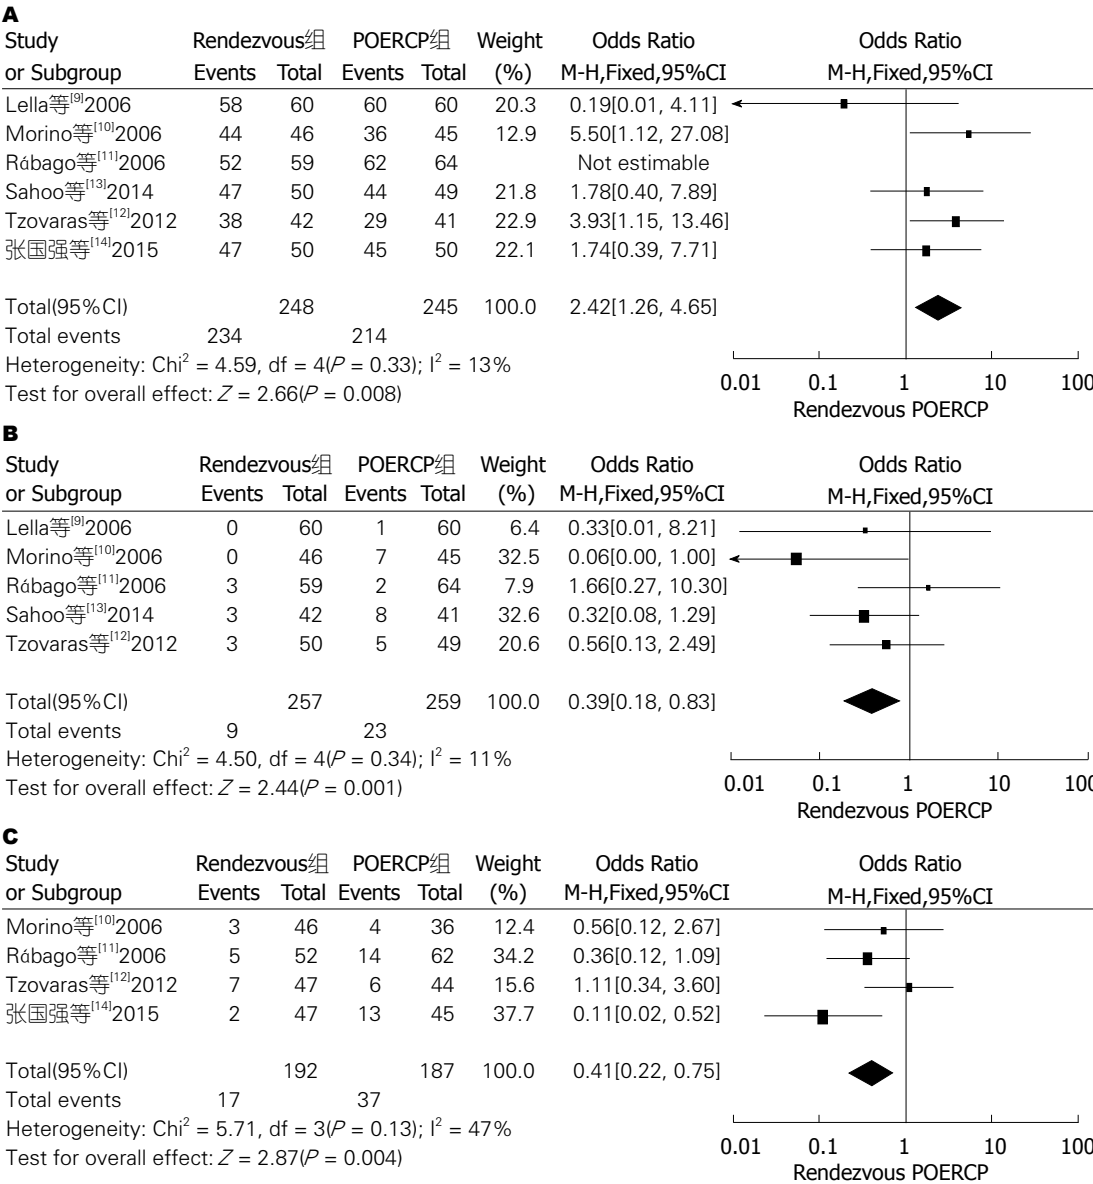 A
Study Rendezvous组 POERCP组 Weight Odds Ratio Odds Ratio
or Subgroup Events Total Events Total (%) M-H,Fixed,95%CI M-H,Fixed,95%CI
Lella等[9]2006 58 60 60 60 20.3 0.19[0.01, 4.11]
Morino等[10]2006 44 46 36 45 12.9 5.50[1.12, 27.08]
Rábago等[11]2006 52 59 62 64 Not estimable
Sahoo等[13]2014 47 50 44 49 21.8 1.78[0.40, 7.89]
Tzovaras等[12]2012 38 42 29 41 22.9 3.93[1.15, 13.46]
张国强等[14]2015 47 50 45 50 22.1 1.74[0.39, 7.71]
Total(95%CI) 248 245 100.0 2.42[1.26, 4.65]
Total events 234 214
Heterogeneity: Chi² = 4.59, df = 4(P = 0.33); I² = 13%
Test for overall effect: Z = 2.66(P = 0.008)
0.01 0.1 1 10 100
Rendezvous POERCP
B
Study Rendezvous组 POERCP组 Weight Odds Ratio Odds Ratio
or Subgroup Events Total Events Total (%) M-H,Fixed,95%CI M-H,Fixed,95%CI
Lella等[9]2006 0 60 1 60 6.4 0.33[0.01, 8.21]
Morino等[10]2006 0 46 7 45 32.5 0.06[0.00, 1.00]
Rábago等[11]2006 3 59 2 64 7.9 1.66[0.27, 10.30]
Sahoo等[13]2014 3 42 8 41 32.6 0.32[0.08, 1.29]
Tzovaras等[12]2012 3 50 5 49 20.6 0.56[0.13, 2.49]
Total(95%CI) 257 259 100.0 0.39[0.18, 0.83]
Total events 9 23
Heterogeneity: Chi² = 4.50, df = 4(P = 0.34); I² = 11%
Test for overall effect: Z = 2.44(P = 0.001)
0.01 0.1 1 10 100
Rendezvous POERCP
C
Study Rendezvous组 POERCP组 Weight Odds Ratio Odds Ratio
or Subgroup Events Total Events Total (%) M-H,Fixed,95%CI M-H,Fixed,95%CI
Morino等[10]2006 3 46 4 36 12.4 0.56[0.12, 2.67]
Rábago等[11]2006 5 52 14 62 34.2 0.36[0.12, 1.09]
Tzovaras等[12]2012 7 47 6 44 15.6 1.11[0.34, 3.60]
张国强等[14]2015 2 47 13 45 37.7 0.11[0.02, 0.52]
Total(95%CI) 192 187 100.0 0.41[0.22, 0.75]
Total events 17 37
Heterogeneity: Chi² = 5.71, df = 3(P = 0.13); I² = 47%
Test for overall effect: Z = 2.87(P = 0.004)
0.01 0.1 1 10 100
Rendezvous POERCP